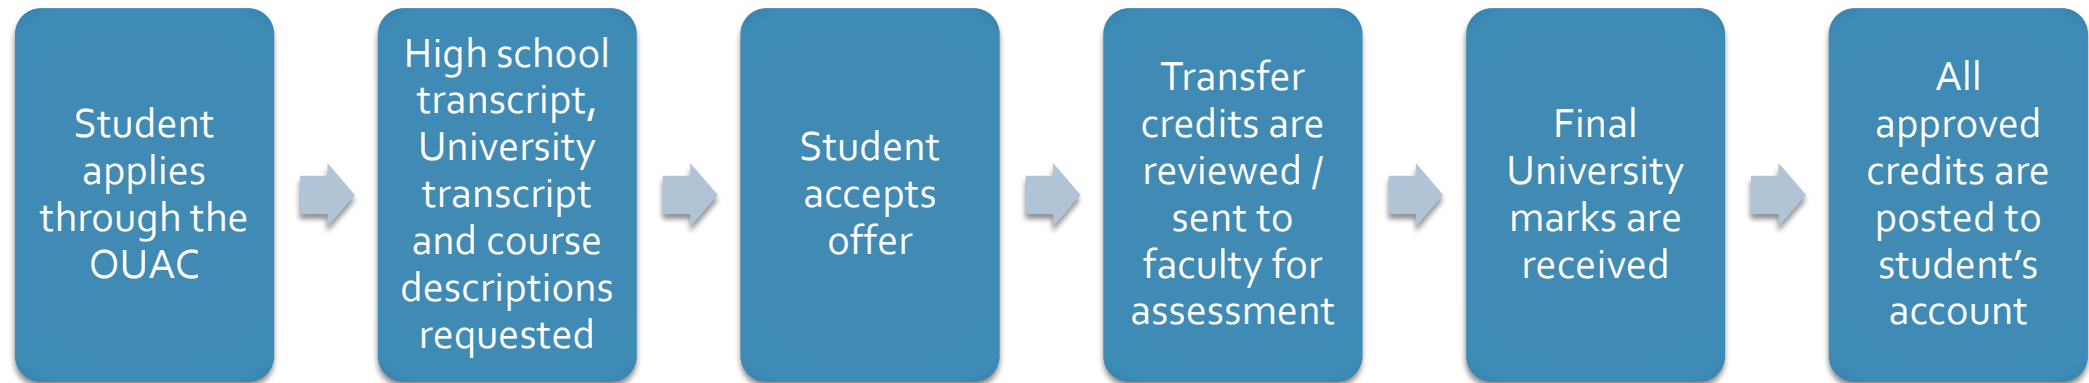 Student
applies
through the
OUAC
High school
transcript,
University
transcript
and course
descriptions
requested
Student
accepts
offer
Transfer
credits are
reviewed /
sent to
faculty for
assessment
Final
University
marks are
received
All
approved
credits are
posted to
student’s
account